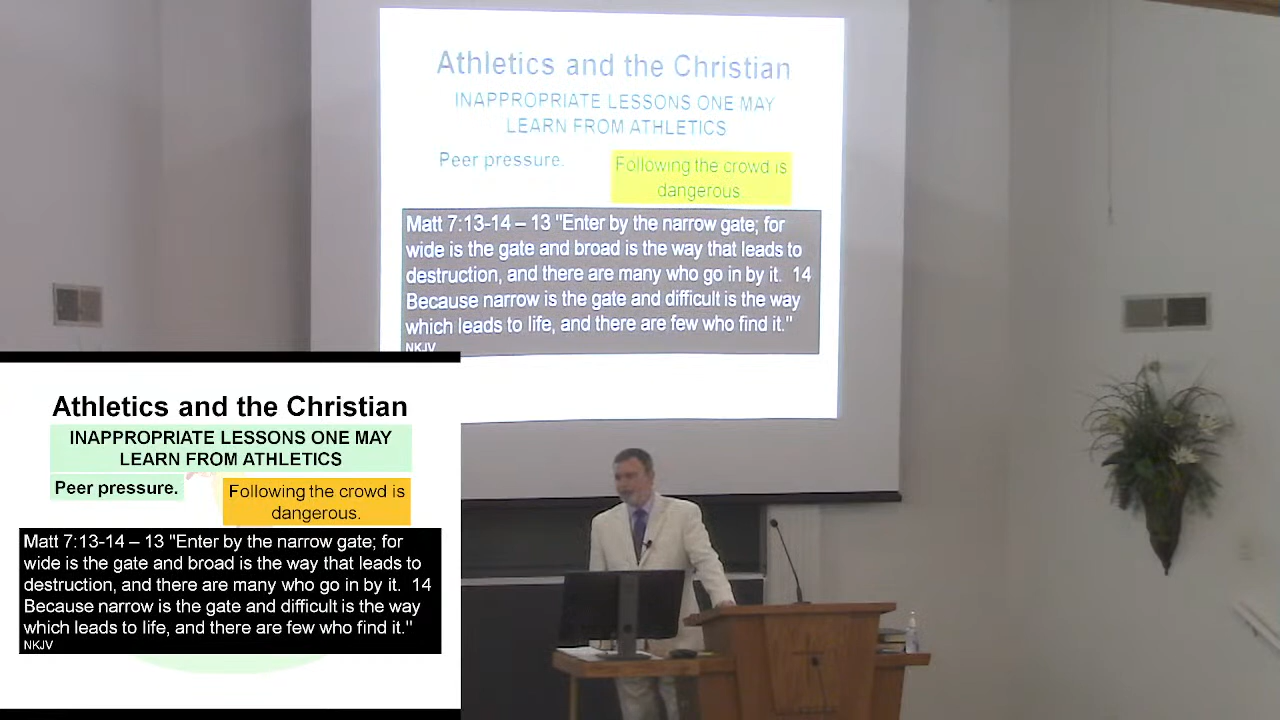 Athletics and the Christian
INAPPROPRIATE LESSONS ONE MAY
LEARN FROM ATHLETICS
Peer pressure.
Following the crowd is
dangerous.
Matt 7:13-14 – 13 "Enter by the narrow gate; for
wide is the gate and broad is the way that leads to
destruction, and there are many who go in by it. 14
Because narrow is the gate and difficult is the way
which leads to life, and there are few who find it."
NKJV
Athletics and the Christian
INAPPROPRIATE LESSONS ONE MAY
LEARN FROM ATHLETICS
Peer pressure.
Following the crowd is
dangerous.
Matt 7:13-14 – 13 "Enter by the narrow gate; for
wide is the gate and broad is the way that leads to
destruction, and there are many who go in by it. 14
Because narrow is the gate and difficult is the way
which leads to life, and there are few who find it."
NKJV